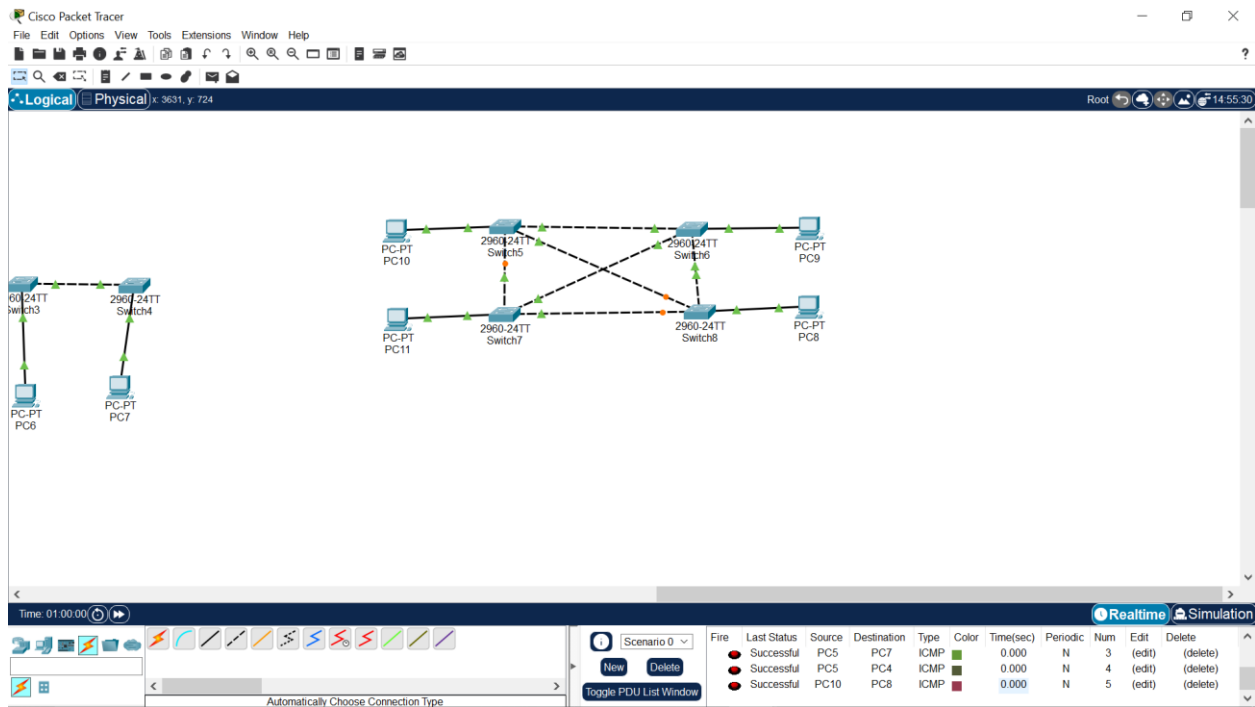 Cisco Packet Tracer
File Edit Options View Tools Extensions Window Help
?
Logical Physical x: 3631, y: 724 Root 14:55:30
2960-24TT
Switch5
2960-24TT
Switch6
PC-PT
PC10
PC-PT
PC9
60-24TT
Switch3
2960-24TT
Switch4
PC-PT
PC11
2960-24TT
Switch7
2960-24TT
Switch8
PC-PT
PC8
PC-PT
PC6
PC-PT
PC7
Time: 01:00:00 Realtime Simulation
Scenario 0
New Delete
Toggle PDU List Window
Fire Last Status Source Destination Type Color Time(sec) Periodic Num Edit Delete
Successful PC5 PC7 ICMP 0.000 N 3 (edit) (delete)
Successful PC5 PC4 ICMP 0.000 N 4 (edit) (delete)
Successful PC10 PC8 ICMP 0.000 N 5 (edit) (delete)
Automatically Choose Connection Type